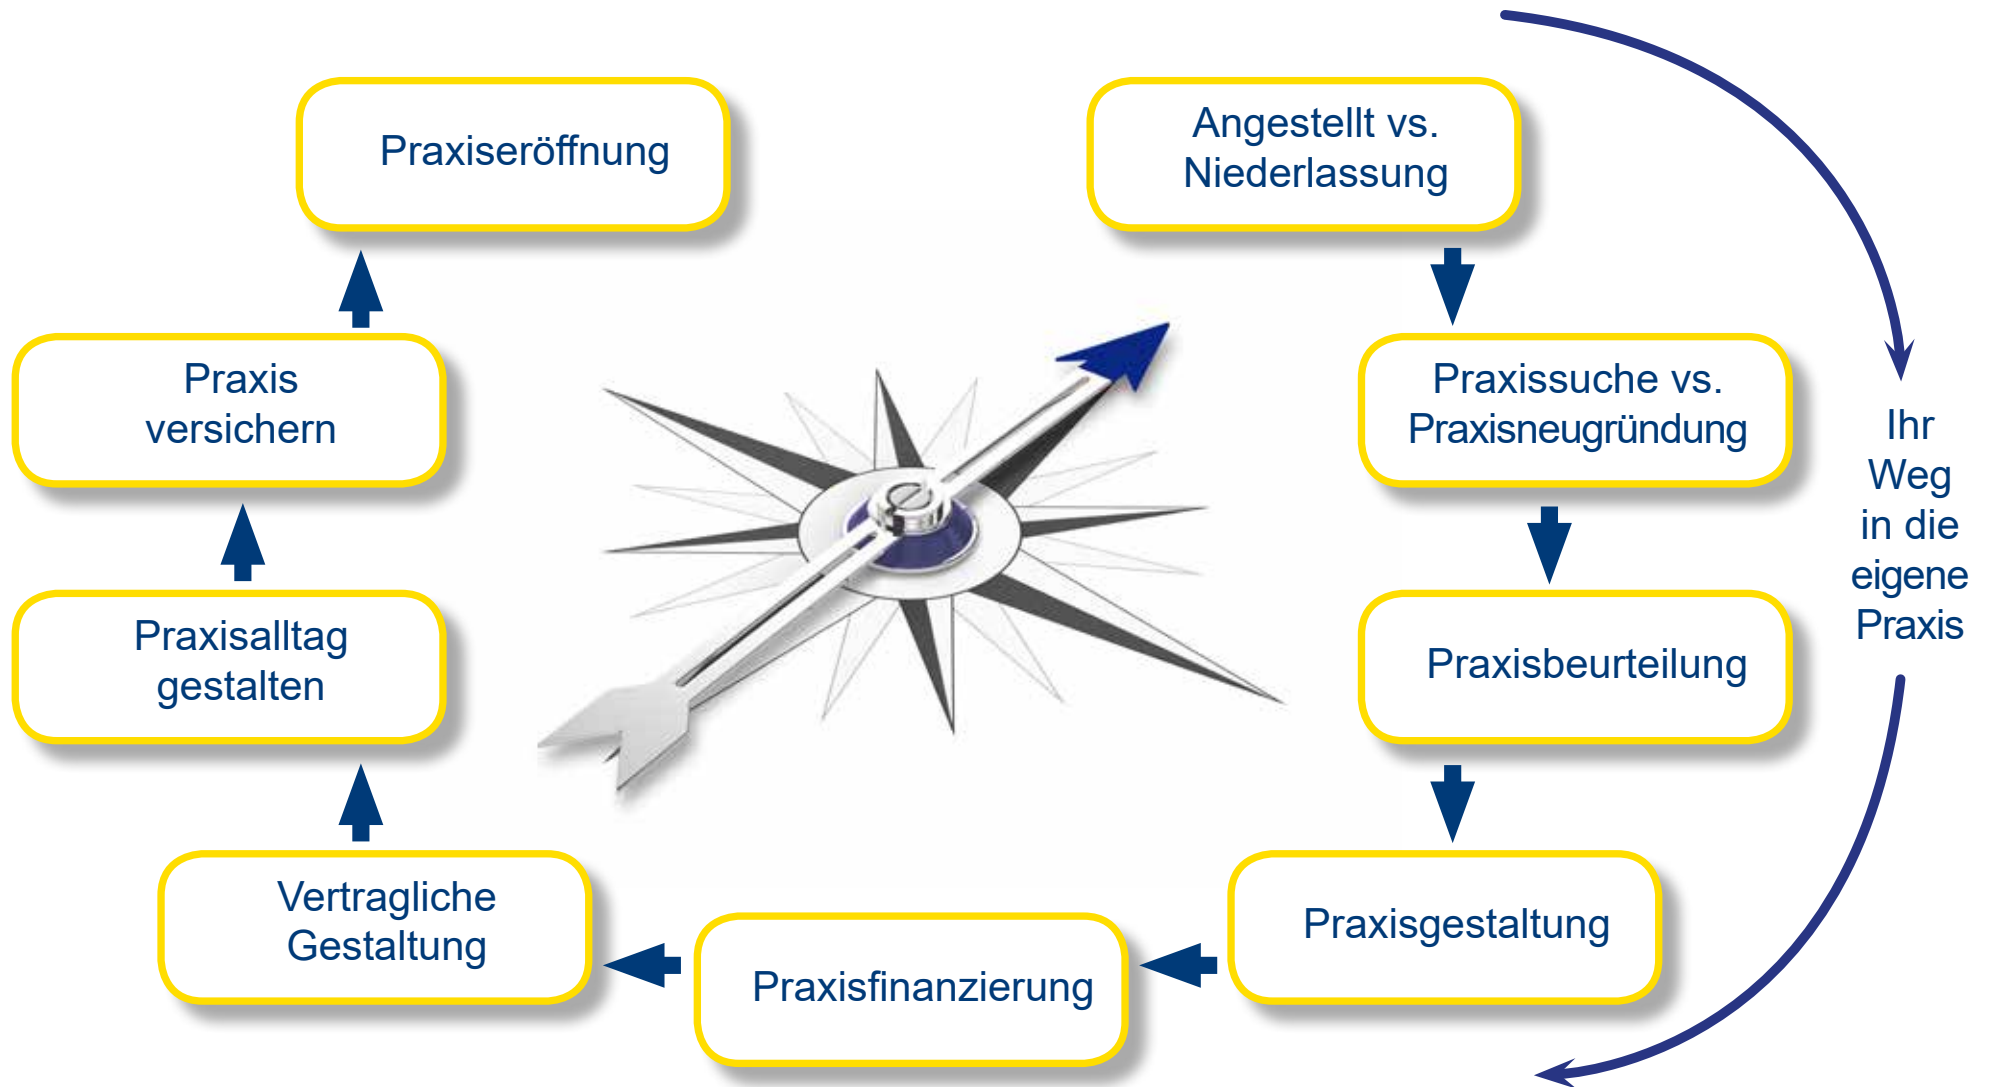 Angestellt vs.
Niederlassung
Praxissuche vs.
Praxisneugründung
Praxisbeurteilung
Praxisgestaltung
Praxisfinanzierung
Vertragliche
Gestaltung
Praxisalltag
gestalten
Praxis
versichern
Praxiseröffnung
Ihr
Weg
in die
eigene
Praxis